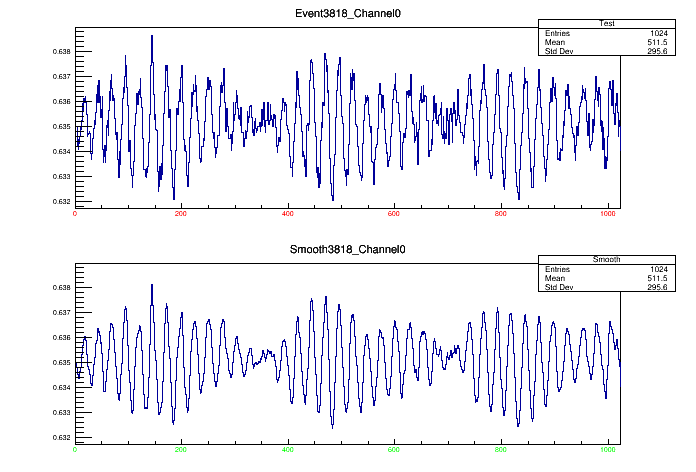 Event3818_Channel0
Test
Entries 1024
Mean 511.5
Std Dev 295.6
0.638
0.637
0.636
0.635
0.634
0.633
0.632
0 200 400 600 800 1000
Smooth3818_Channel0
Smooth
Entries 1024
Mean 511.5
Std Dev 295.6
0.638
0.637
0.636
0.635
0.634
0.633
0.632
0 200 400 600 800 1000